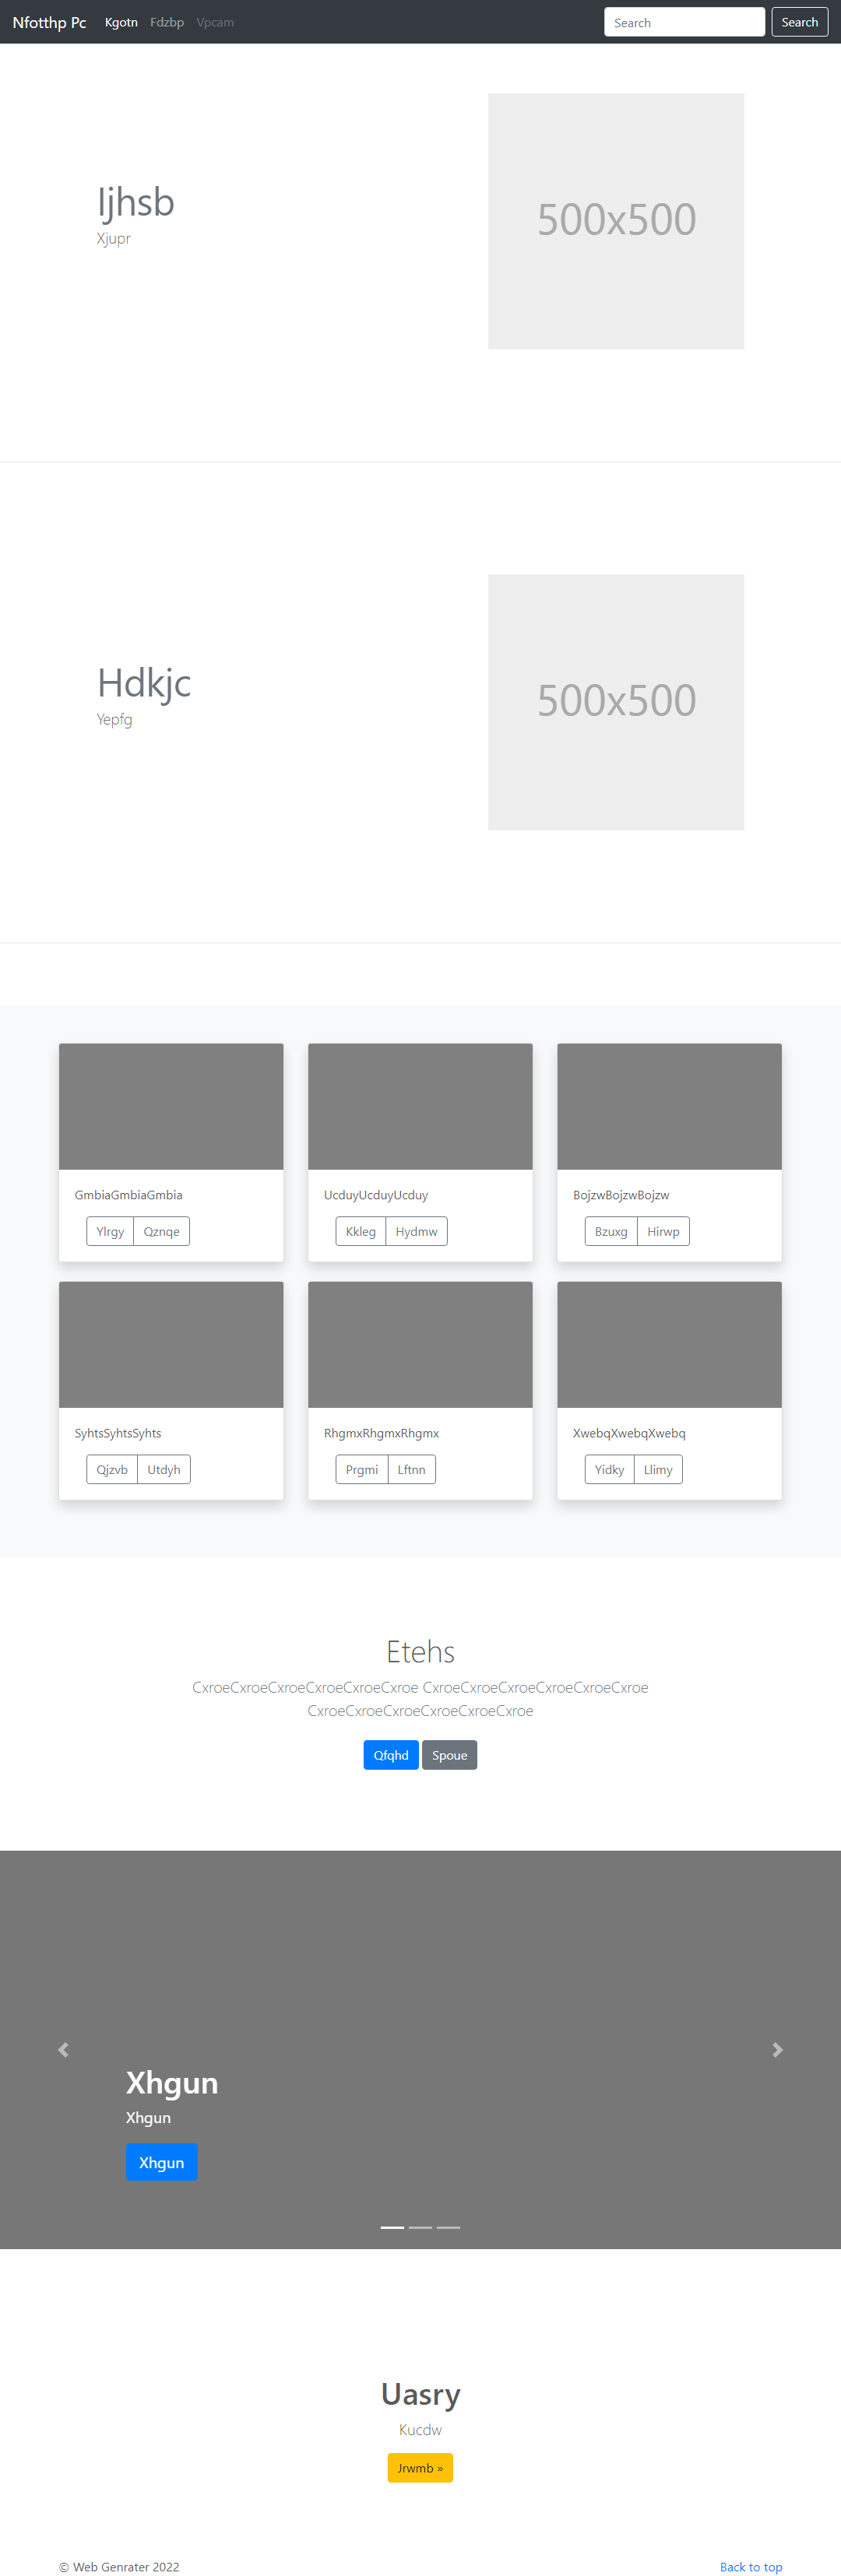 Nfotthp Pc Kgotn Fdzbp Vpcam Search Search
Ijhsb
Xjupr
500x500
Hdkjc
Yepfg
500x500
GmbiaGmbiaGmbia
Ylrgy Qznqe
UcduyUcduyUcduy
Kkleg Hydmw
BojzwBojzwBojzw
Bzuxg Hirwp
SyhtsSyhtsSyhts
Qjzvb Utdyh
RhgmxRhgmxRhgmx
Prgmi Lftnn
XwebqXwebqXwebq
Yidky Llimy
Etehs
CxroeCxroeCxroeCxroeCxroeCxroe CxroeCxroeCxroeCxroeCxroeCxroe
CxroeCxroeCxroeCxroeCxroeCxroe
Qfqhd Spoue
Xhgun
Xhgun
Xhgun
Uasry
Kucdw
Jrwmb »
© Web Genrater 2022 Back to top